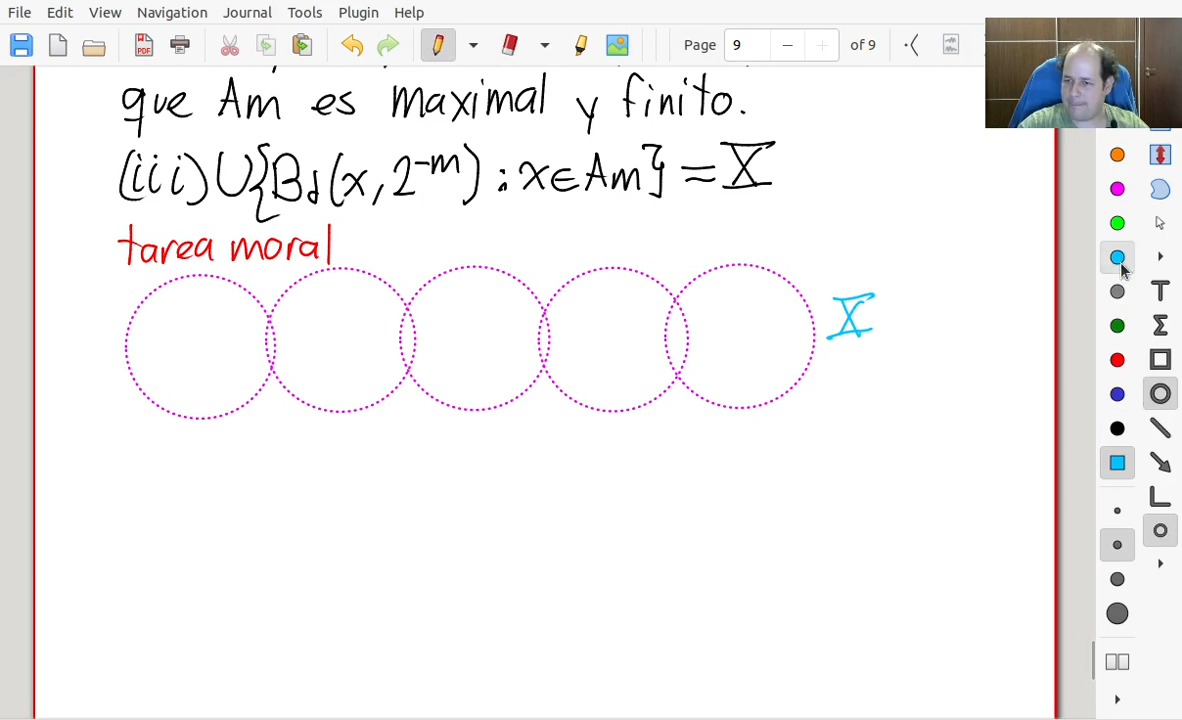 File Edit View Navigation Journal Tools Plugin Help
Page 9 of 9
que Am es maximal y finito.
(iii) ∪{Bd(x, 2^-m) : x∈Am} = X
tarea moral
X